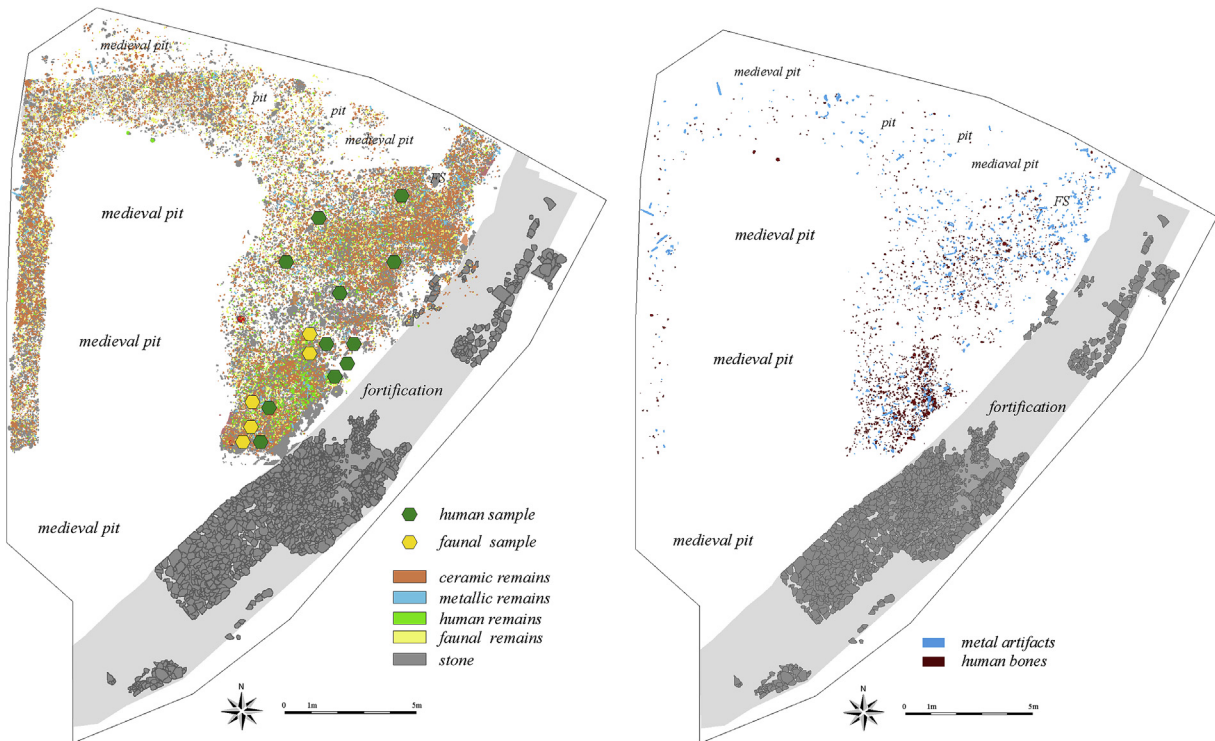 medieval pit
pit
pit
medieval pit
FS
medieval pit
medieval pit
fortification
medieval pit
human sample
faunal sample
ceramic remains
metallic remains
human remains
faunal remains
stone
N
0 1m 5m
medieval pit
pit
pit
mediaval pit
FS
medieval pit
medieval pit
fortification
medieval pit
metal artifacts
human bones
N
0 1m 5m